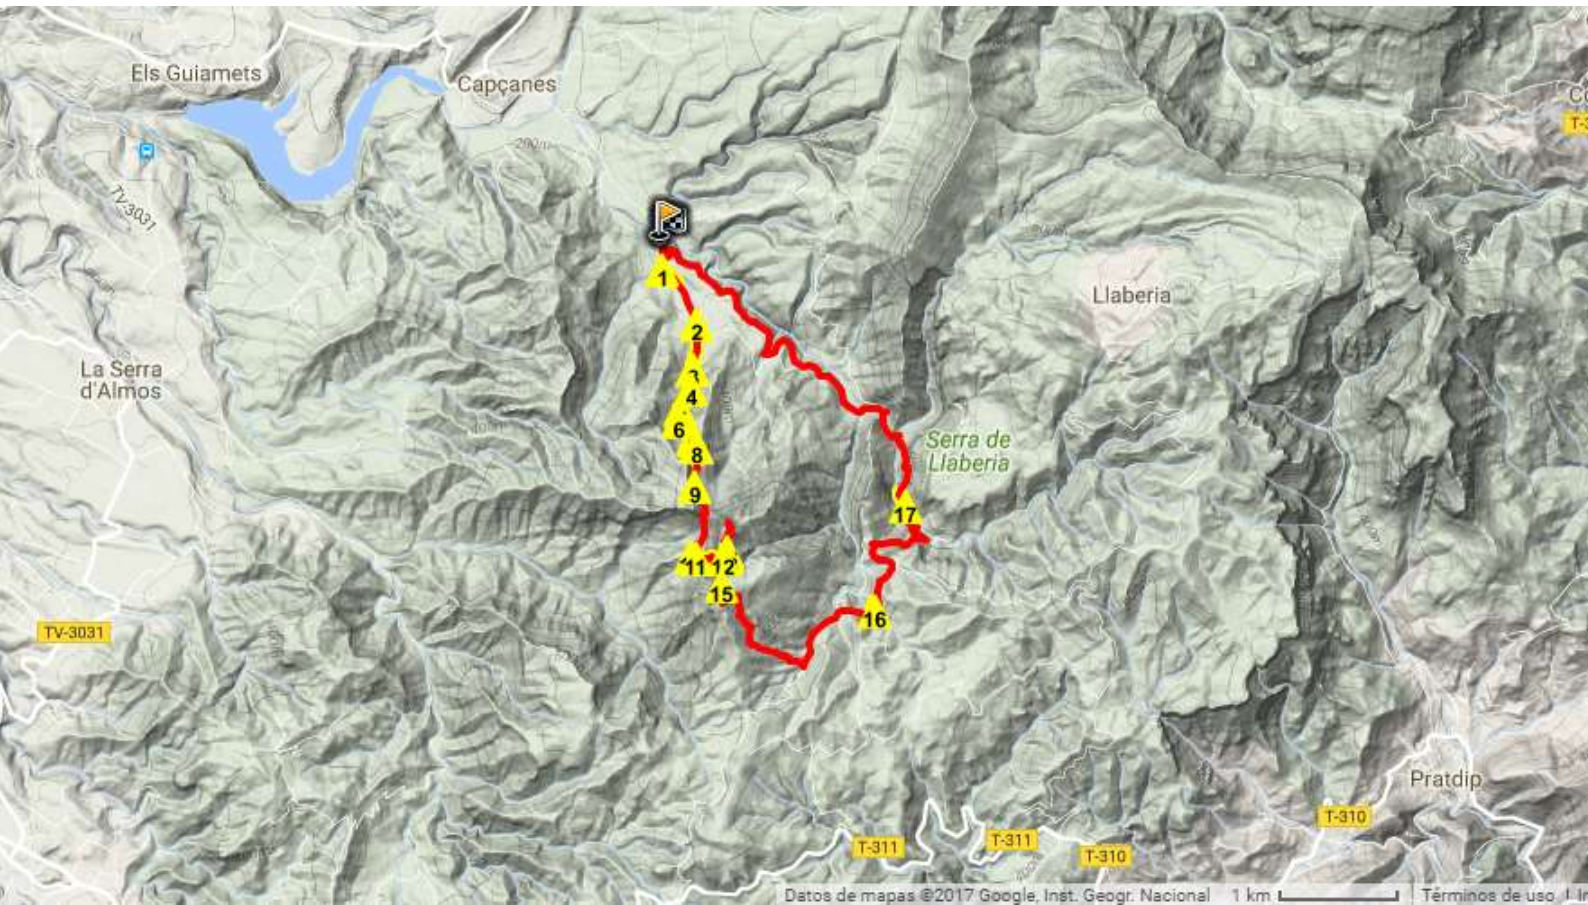 Els Guiamets
Capçanes
T-3
200m
TV-3031
1
Llaberia
2
3
La Serra
d'Almos
4
6
Serra de
Llaberia
8
9
17
11
12
15
16
TV-3031
Pratdip
T-310
T-311
T-311
T-310
Datos de mapas ©2017 Google, Inst. Geogr. Nacional
1 km
Términos de uso